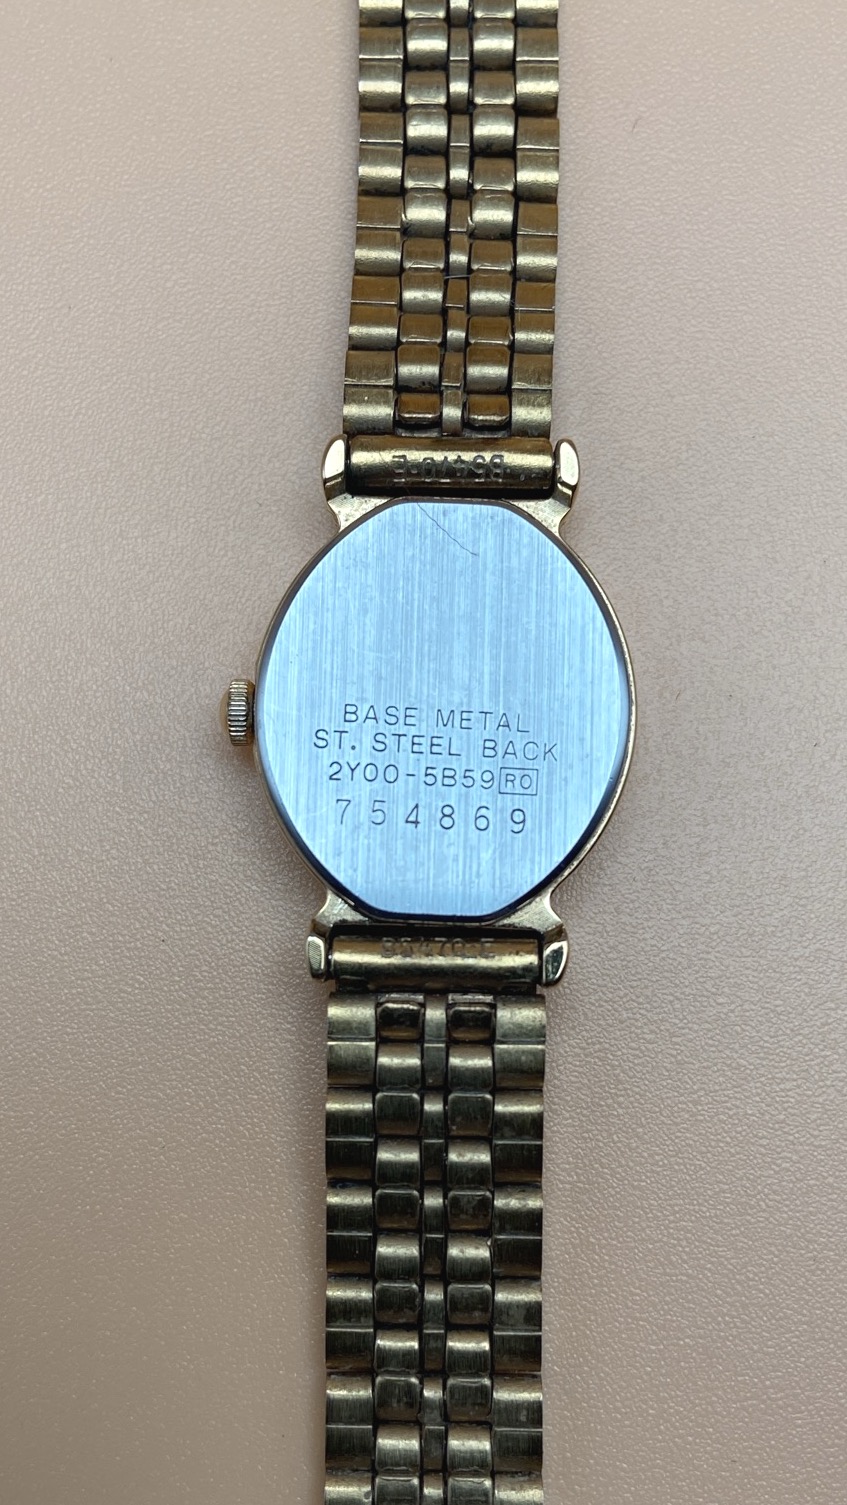 BASE METAL
ST. STEEL BACK
2Y00-5B59 RO
754869